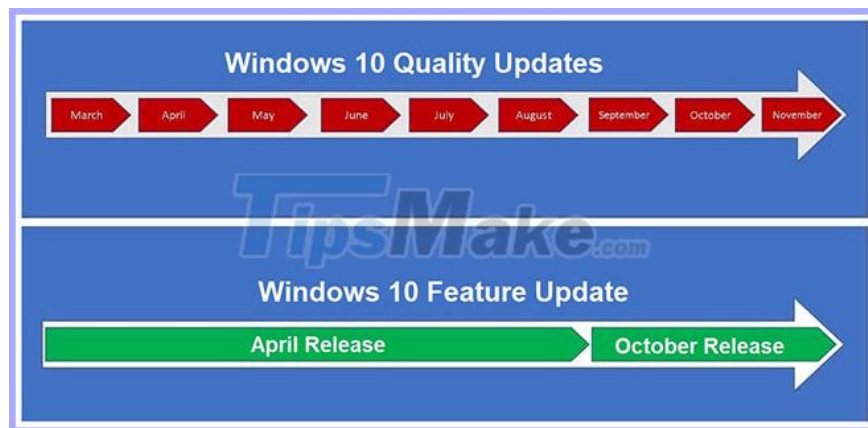 Windows 10 Quality Updates
March April May June July August September October November
TipsMake.com
Windows 10 Feature Update
April Release October Release